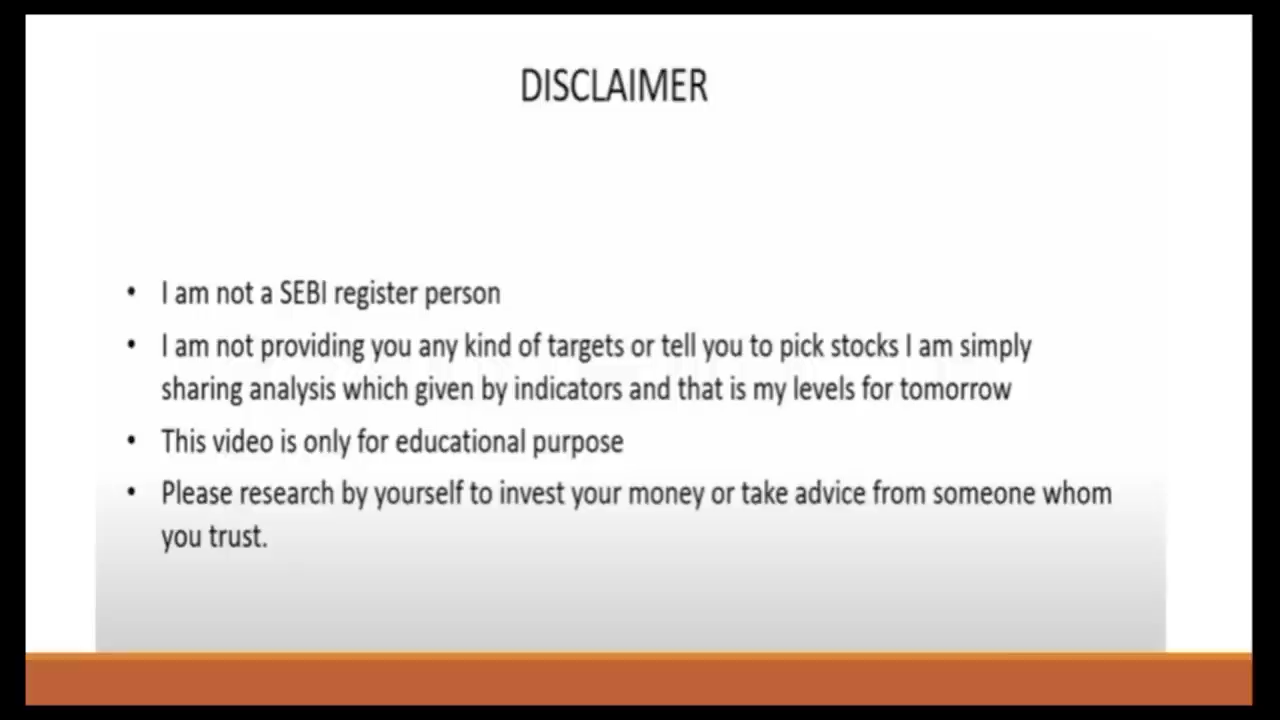 DISCLAIMER
• I am not a SEBI register person
• I am not providing you any kind of targets or tell you to pick stocks I am simply
sharing analysis which given by indicators and that is my levels for tomorrow
• This video is only for educational purpose
• Please research by yourself to invest your money or take advice from someone whom
you trust.